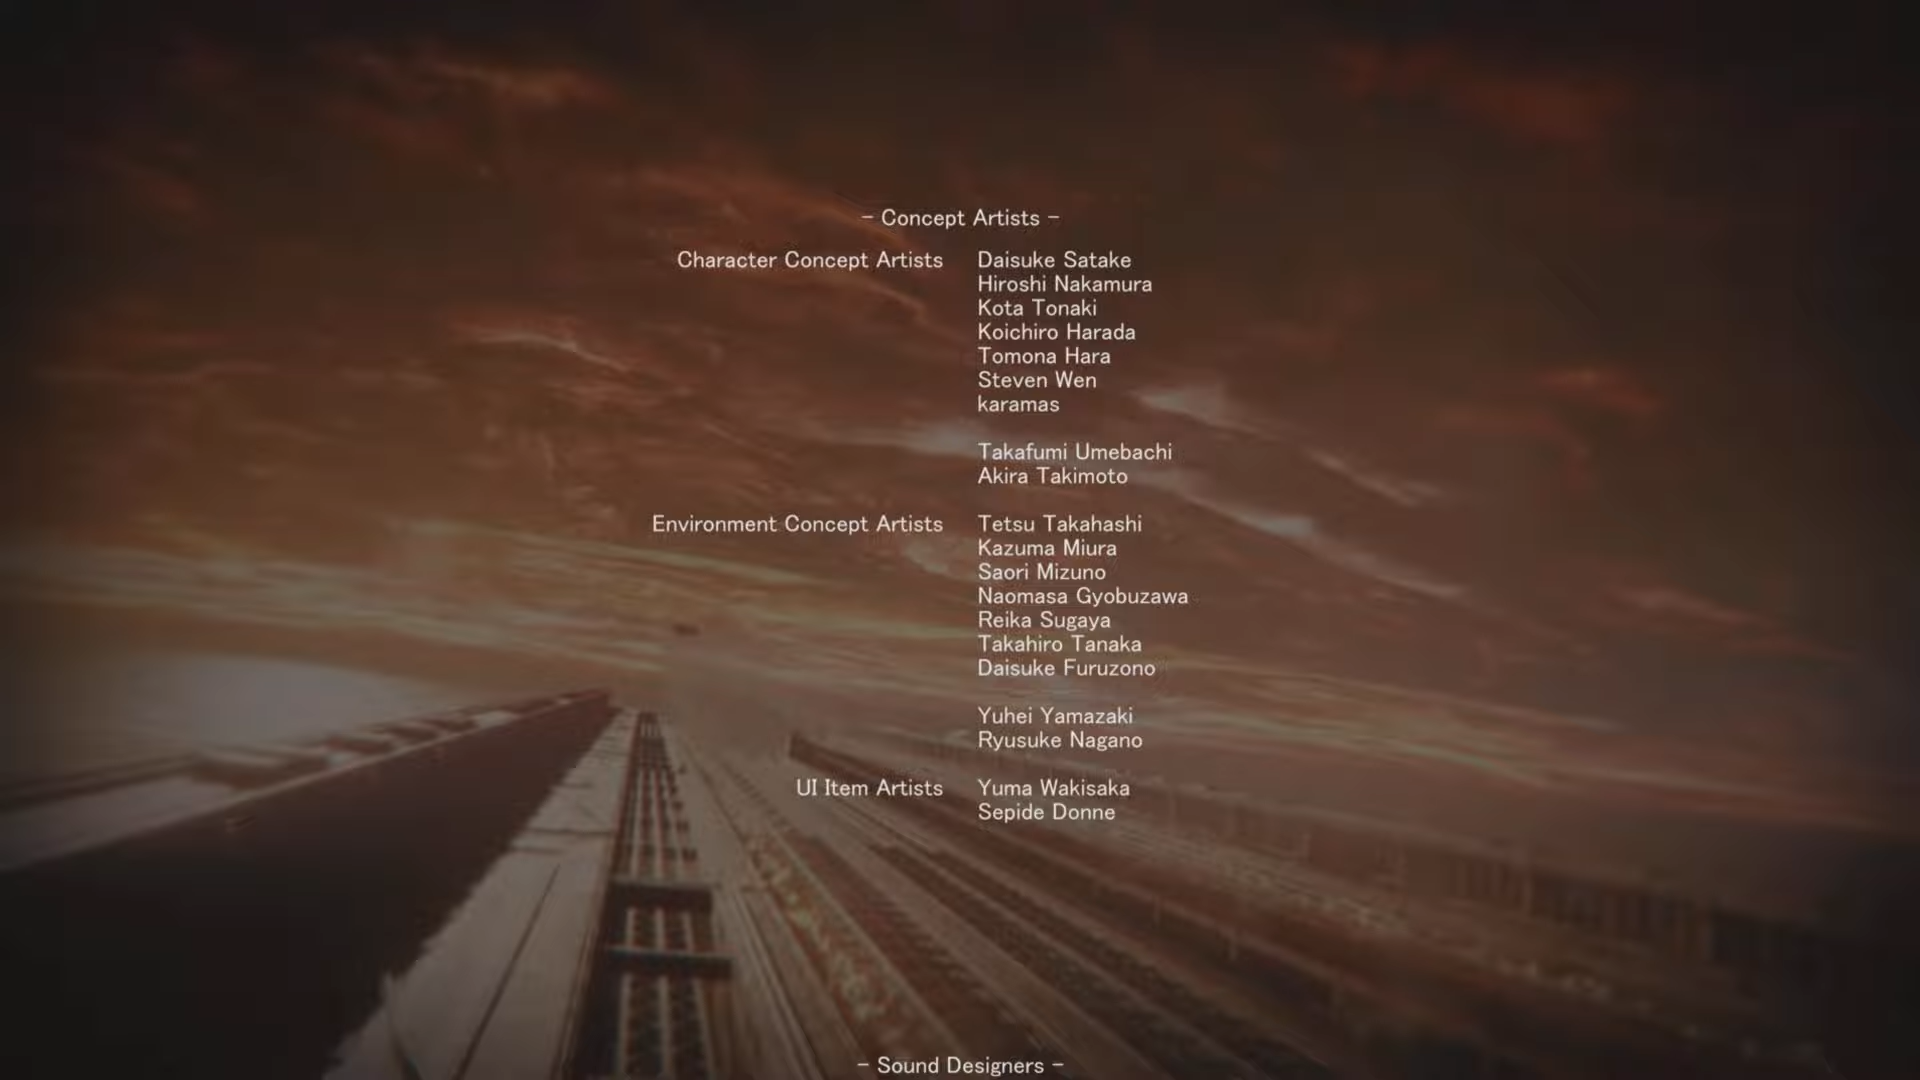 - Concept Artists -
Character Concept Artists Daisuke Satake
Hiroshi Nakamura
Kota Tonaki
Koichiro Harada
Tomona Hara
Steven Wen
karamas
Takafumi Umebachi
Akira Takimoto
Environment Concept Artists Tetsu Takahashi
Kazuma Miura
Saori Mizuno
Naomasa Gyobuzawa
Reika Sugaya
Takahiro Tanaka
Daisuke Furuzono
Yuhei Yamazaki
Ryusuke Nagano
UI Item Artists Yuma Wakisaka
Sepide Donne
- Sound Designers -